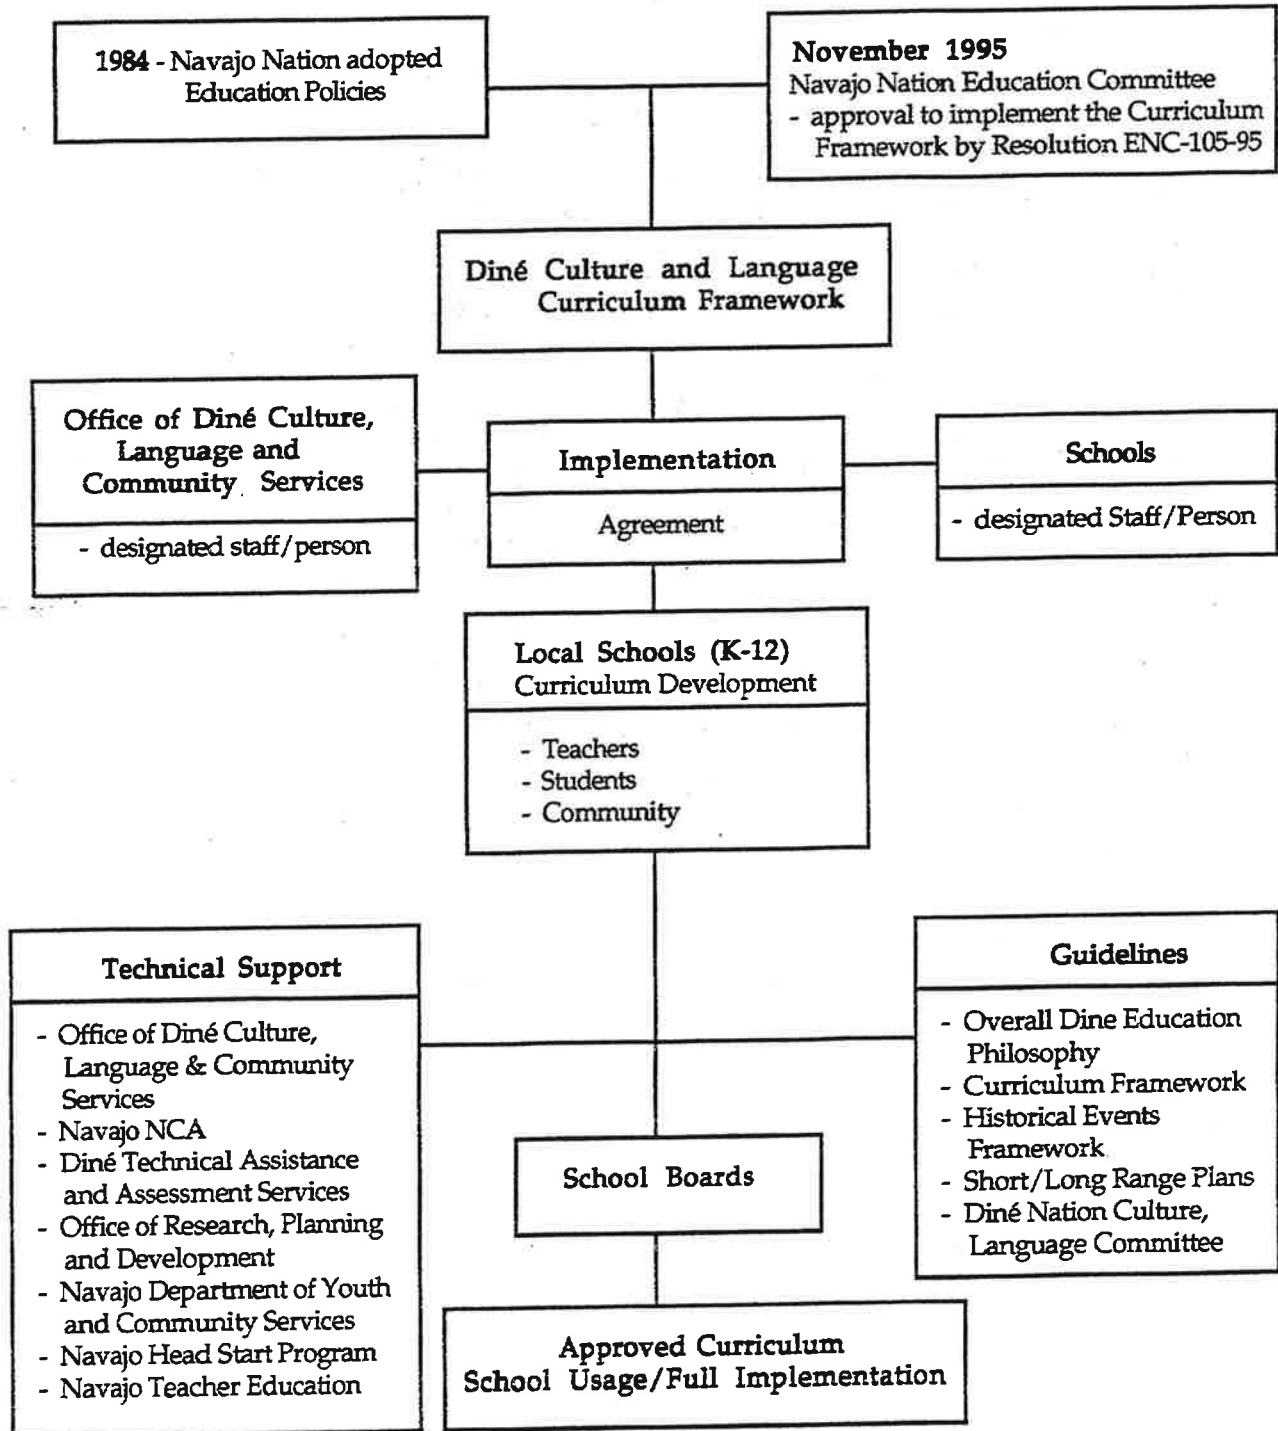 1984 - Navajo Nation adopted
Education Policies
November 1995
Navajo Nation Education Committee
- approval to implement the Curriculum
Framework by Resolution ENC-105-95
Diné Culture and Language
Curriculum Framework
Office of Diné Culture,
Language and
Community Services
- designated staff/person
Implementation
Agreement
Schools
- designated Staff/Person
Local Schools (K-12)
Curriculum Development
- Teachers
- Students
- Community
Technical Support
- Office of Diné Culture,
Language & Community
Services
- Navajo NCA
- Diné Technical Assistance
and Assessment Services
- Office of Research, Planning
and Development
- Navajo Department of Youth
and Community Services
- Navajo Head Start Program
- Navajo Teacher Education
Guidelines
- Overall Dine Education
Philosophy
- Curriculum Framework
- Historical Events
Framework
- Short/Long Range Plans
- Diné Nation Culture,
Language Committee
School Boards
Approved Curriculum
School Usage/Full Implementation